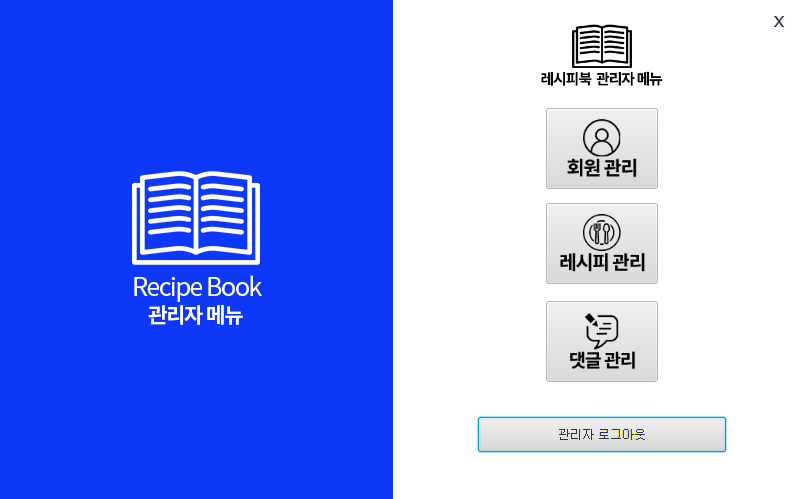 Recipe Book
관리자 메뉴
X
레시피북 관리자 메뉴
회원 관리
레시피 관리
댓글 관리
관리자 로그아웃